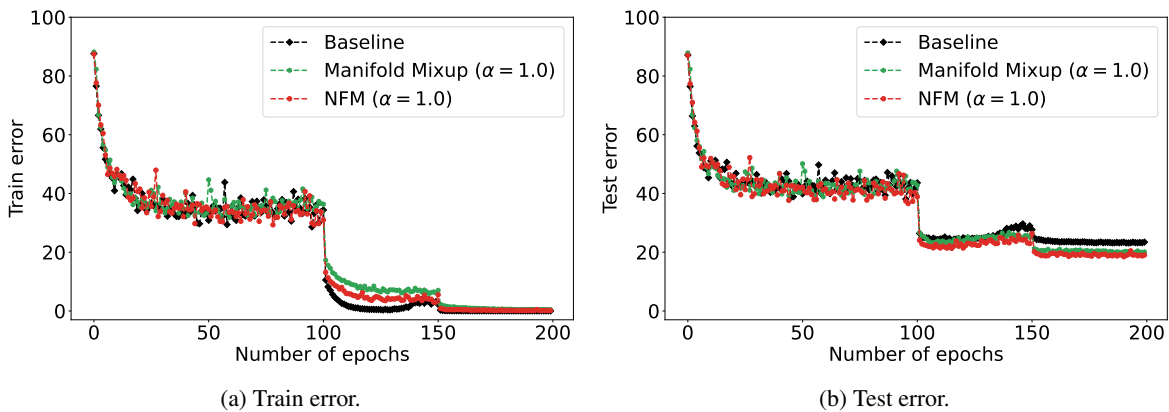 100
80
60
40
20
0
Train error
Baseline
Manifold Mixup (α = 1.0)
NFM (α = 1.0)
0 50 100 150 200
Number of epochs
(a) Train error.
100
80
60
40
20
0
Test error
Baseline
Manifold Mixup (α = 1.0)
NFM (α = 1.0)
0 50 100 150 200
Number of epochs
(b) Test error.